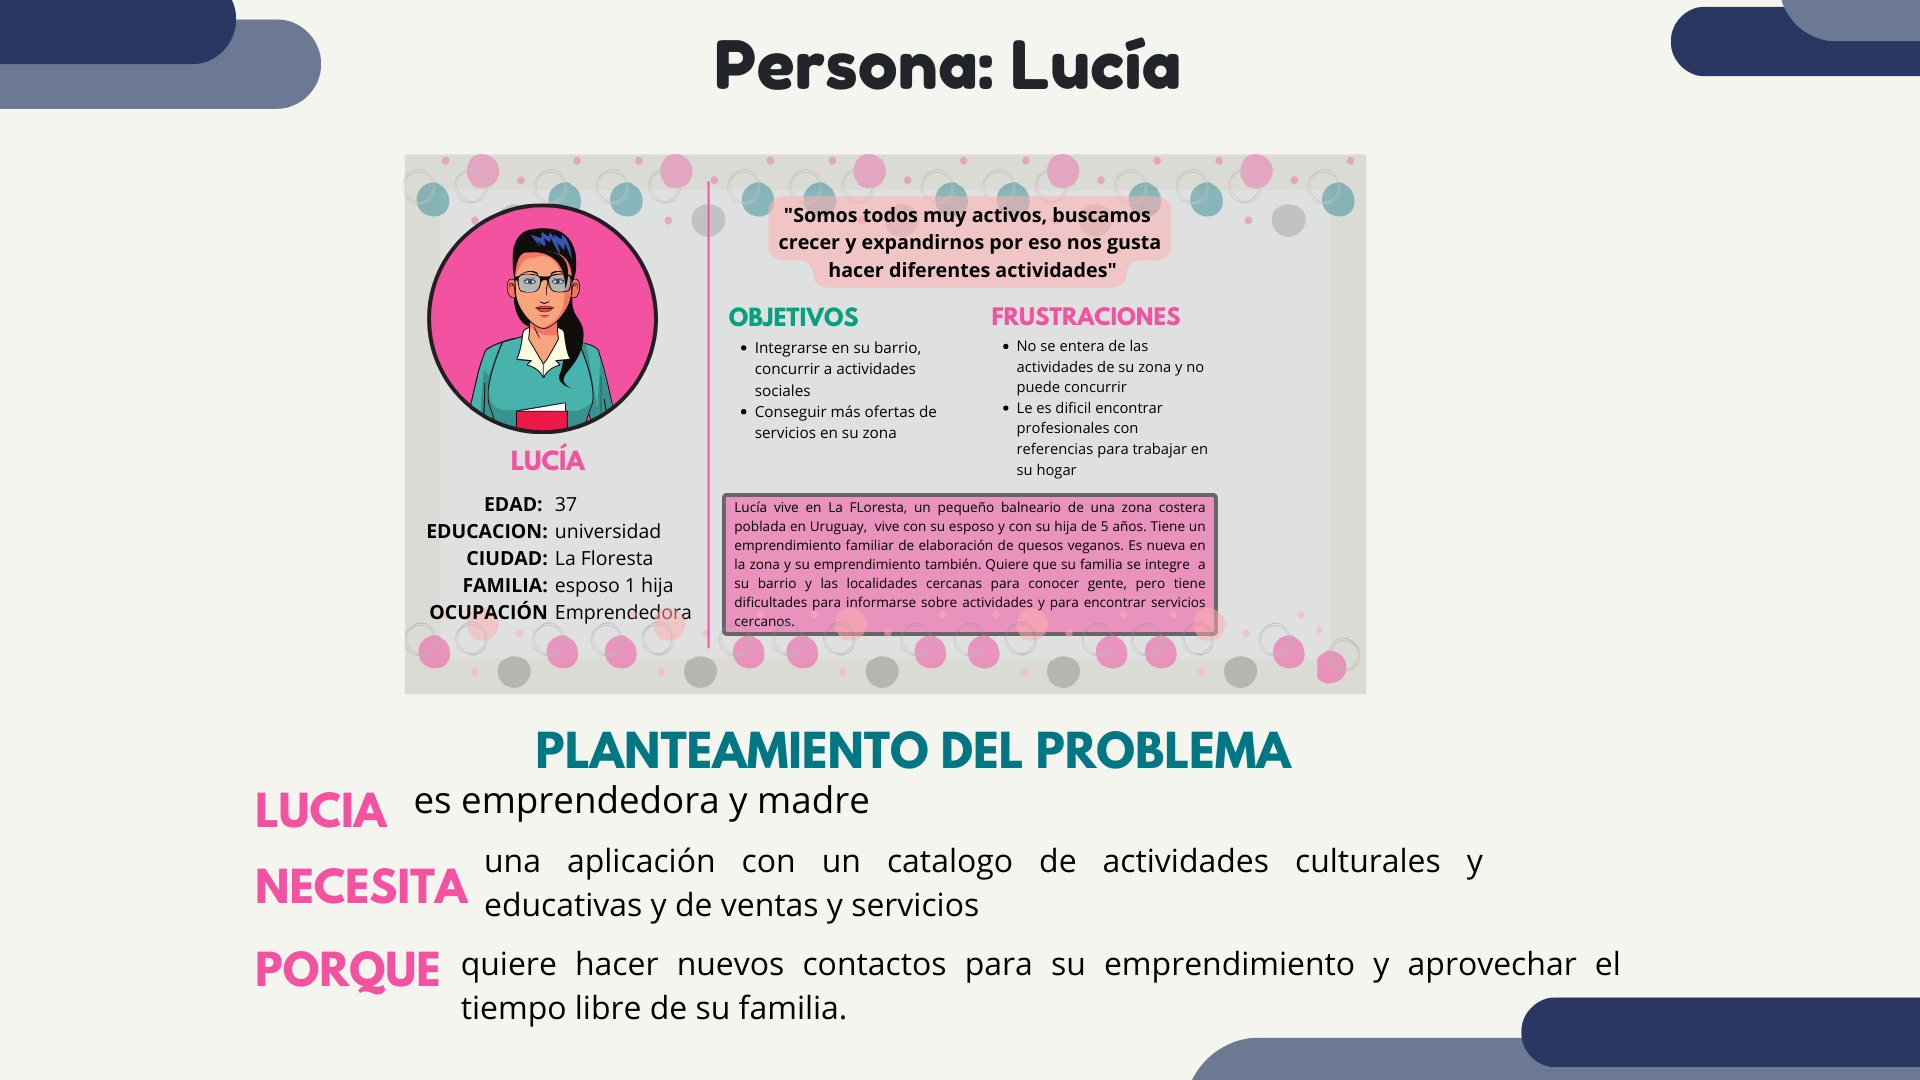 Persona: Lucía
"Somos todos muy activos, buscamos
crecer y expandirnos por eso nos gusta
hacer diferentes actividades"
LUCÍA
EDAD: 37
EDUCACION: universidad
CIUDAD: La Floresta
FAMILIA: esposo 1 hija
OCUPACIÓN Emprendedora
OBJETIVOS
• Integrarse en su barrio,
concurrir a actividades
sociales
• Conseguir más ofertas de
servicios en su zona
FRUSTRACIONES
• No se entera de las
actividades de su zona y no
puede concurrir
• Le es dificil encontrar
profesionales con
referencias para trabajar en
su hogar
Lucía vive en La FLoresta, un pequeño balneario de una zona costera
poblada en Uruguay, vive con su esposo y con su hija de 5 años. Tiene un
emprendimiento familiar de elaboración de quesos veganos. Es nueva en
la zona y su emprendimiento también. Quiere que su familia se integre a
su barrio y las localidades cercanas para conocer gente, pero tiene
dificultades para informarse sobre actividades y para encontrar servicios
cercanos.
PLANTEAMIENTO DEL PROBLEMA
LUCIA es emprendedora y madre
NECESITA una aplicación con un catalogo de actividades culturales y
educativas y de ventas y servicios
PORQUE quiere hacer nuevos contactos para su emprendimiento y aprovechar el
tiempo libre de su familia.